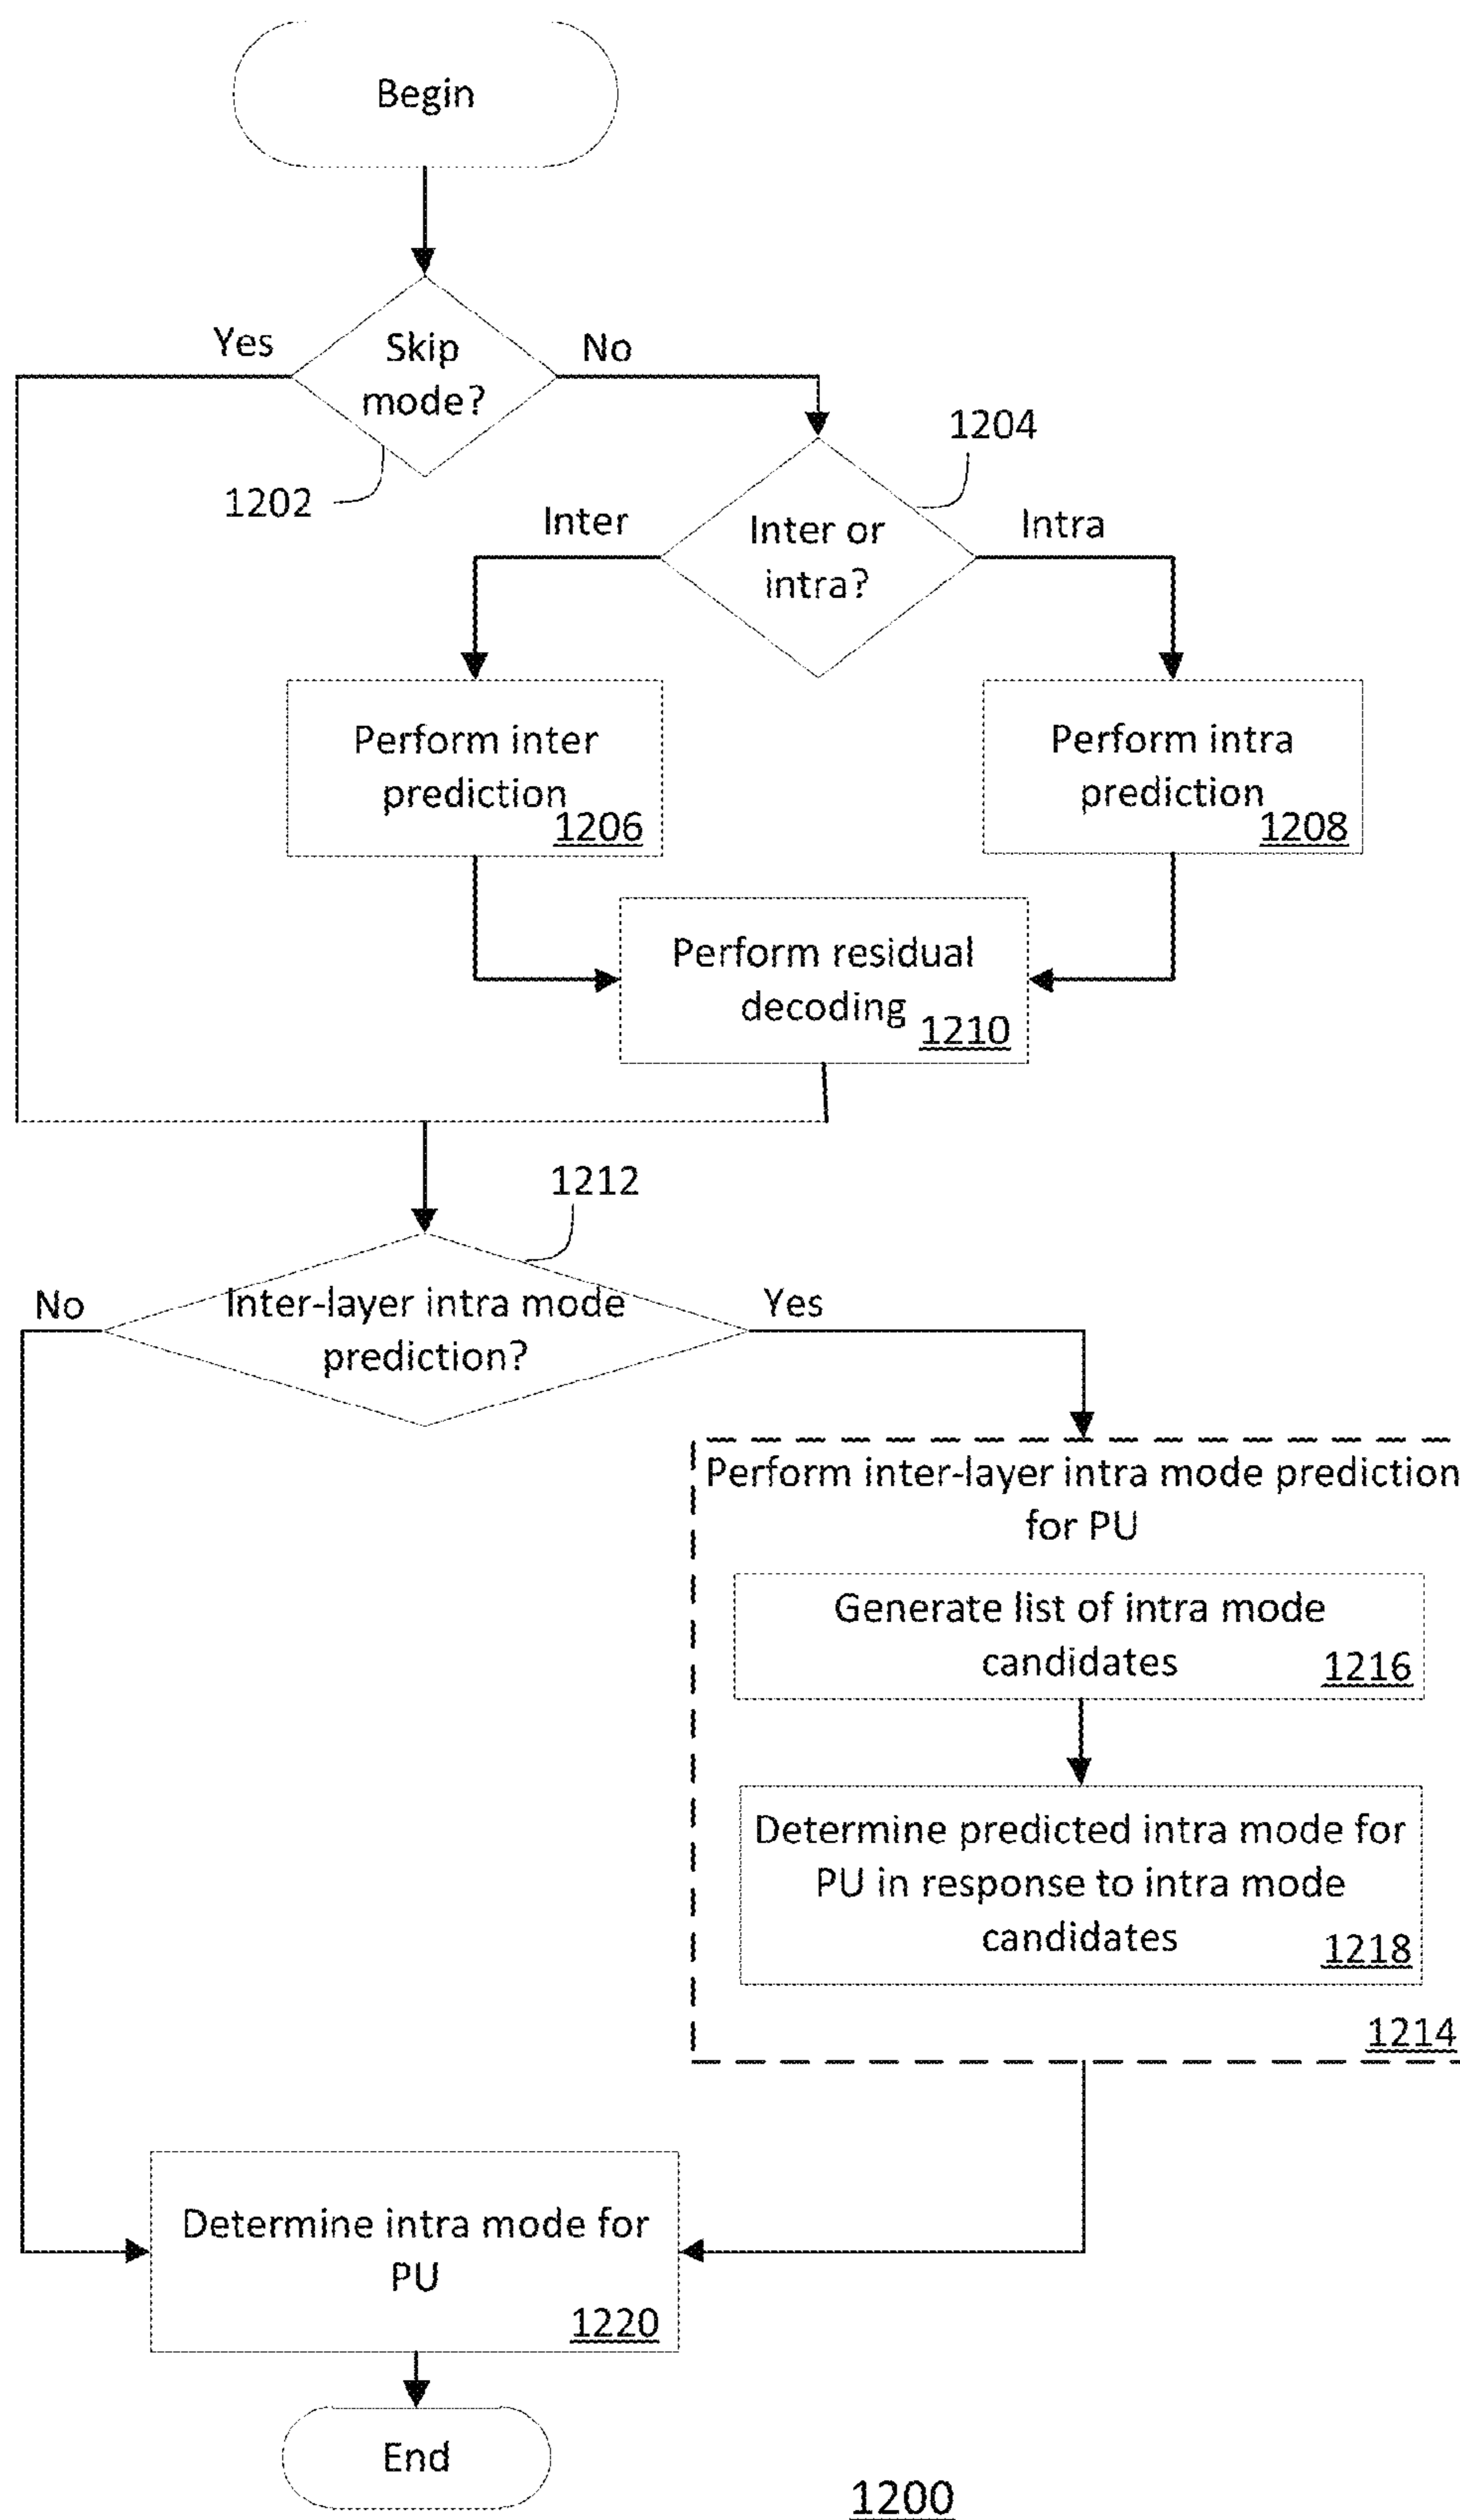 Begin
Yes
Skip
mode?
No
1202
1204
Inter
Inter or
intra?
Intra
Perform inter
prediction
1206
Perform intra
prediction
1208
Perform residual
decoding
1210
1212
No
Inter-layer intra mode
prediction?
Yes
Perform inter-layer intra mode prediction
for PU
Generate list of intra mode
candidates
1216
Determine predicted intra mode for
PU in response to intra mode
candidates
1218
1214
Determine intra mode for
PU
1220
End
1200